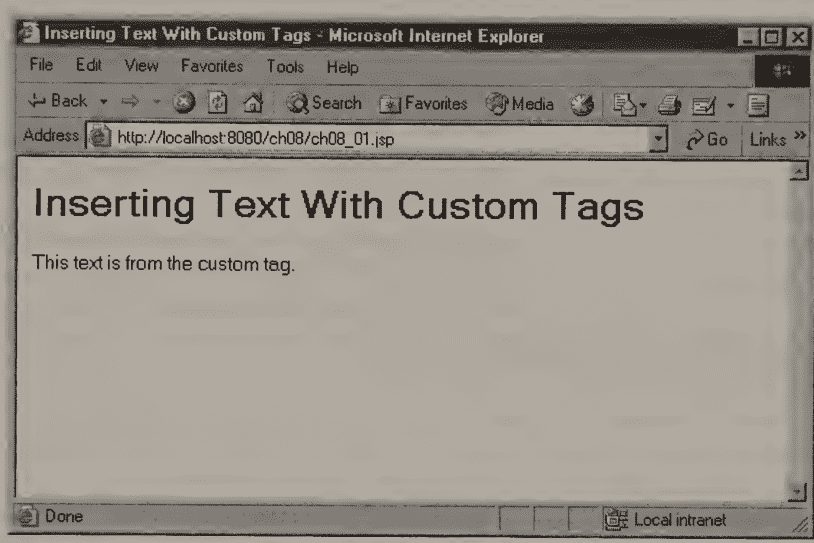 Inserting Text With Custom Tags - Microsoft Internet Explorer
File Edit View Favorites Tools Help
Back Search Favorites Media
Address http://localhost:8080/ch08/ch08_01.jsp Go Links »
Inserting Text With Custom Tags
This text is from the custom tag.
Done Local intranet